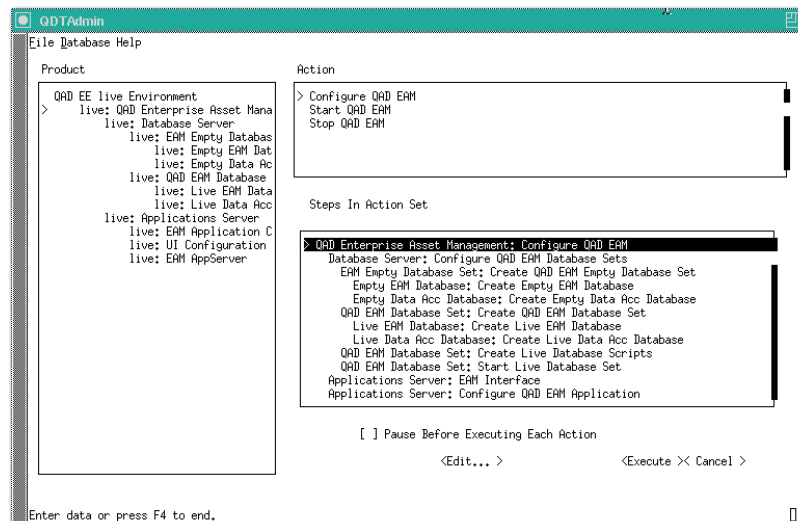 QDTAdmin
File Database Help
Product
QAD EE live Environment
> live: QAD Enterprise Asset Mana
live: Database Server
live: EAM Empty Databas
live: Empty EAM Dat
live: Empty Data Ac
live: QAD EAM Database
live: Live EAM Data
live: Live Data Acc
live: Applications Server
live: EAM Application C
live: UI Configuration
live: EAM AppServer
Action
> Configure QAD EAM
Start QAD EAM
Stop QAD EAM
Steps In Action Set
> QAD Enterprise Asset Management: Configure QAD EAM
Database Server: Configure QAD EAM Database Sets
EAM Empty Database Set: Create QAD EAM Empty Database Set
Empty EAM Database: Create Empty EAM Database
Empty Data Acc Database: Create Empty Data Acc Database
QAD EAM Database Set: Create QAD EAM Database Set
Live EAM Database: Create Live EAM Database
Live Data Acc Database: Create Live Data Acc Database
QAD EAM Database Set: Create Live Database Scripts
QAD EAM Database Set: Start Live Database Set
Applications Server: EAM Interface
Applications Server: Configure QAD EAM Application
[ ] Pause Before Executing Each Action
<Edit... > <Execute >< Cancel >
Enter data or press F4 to end.